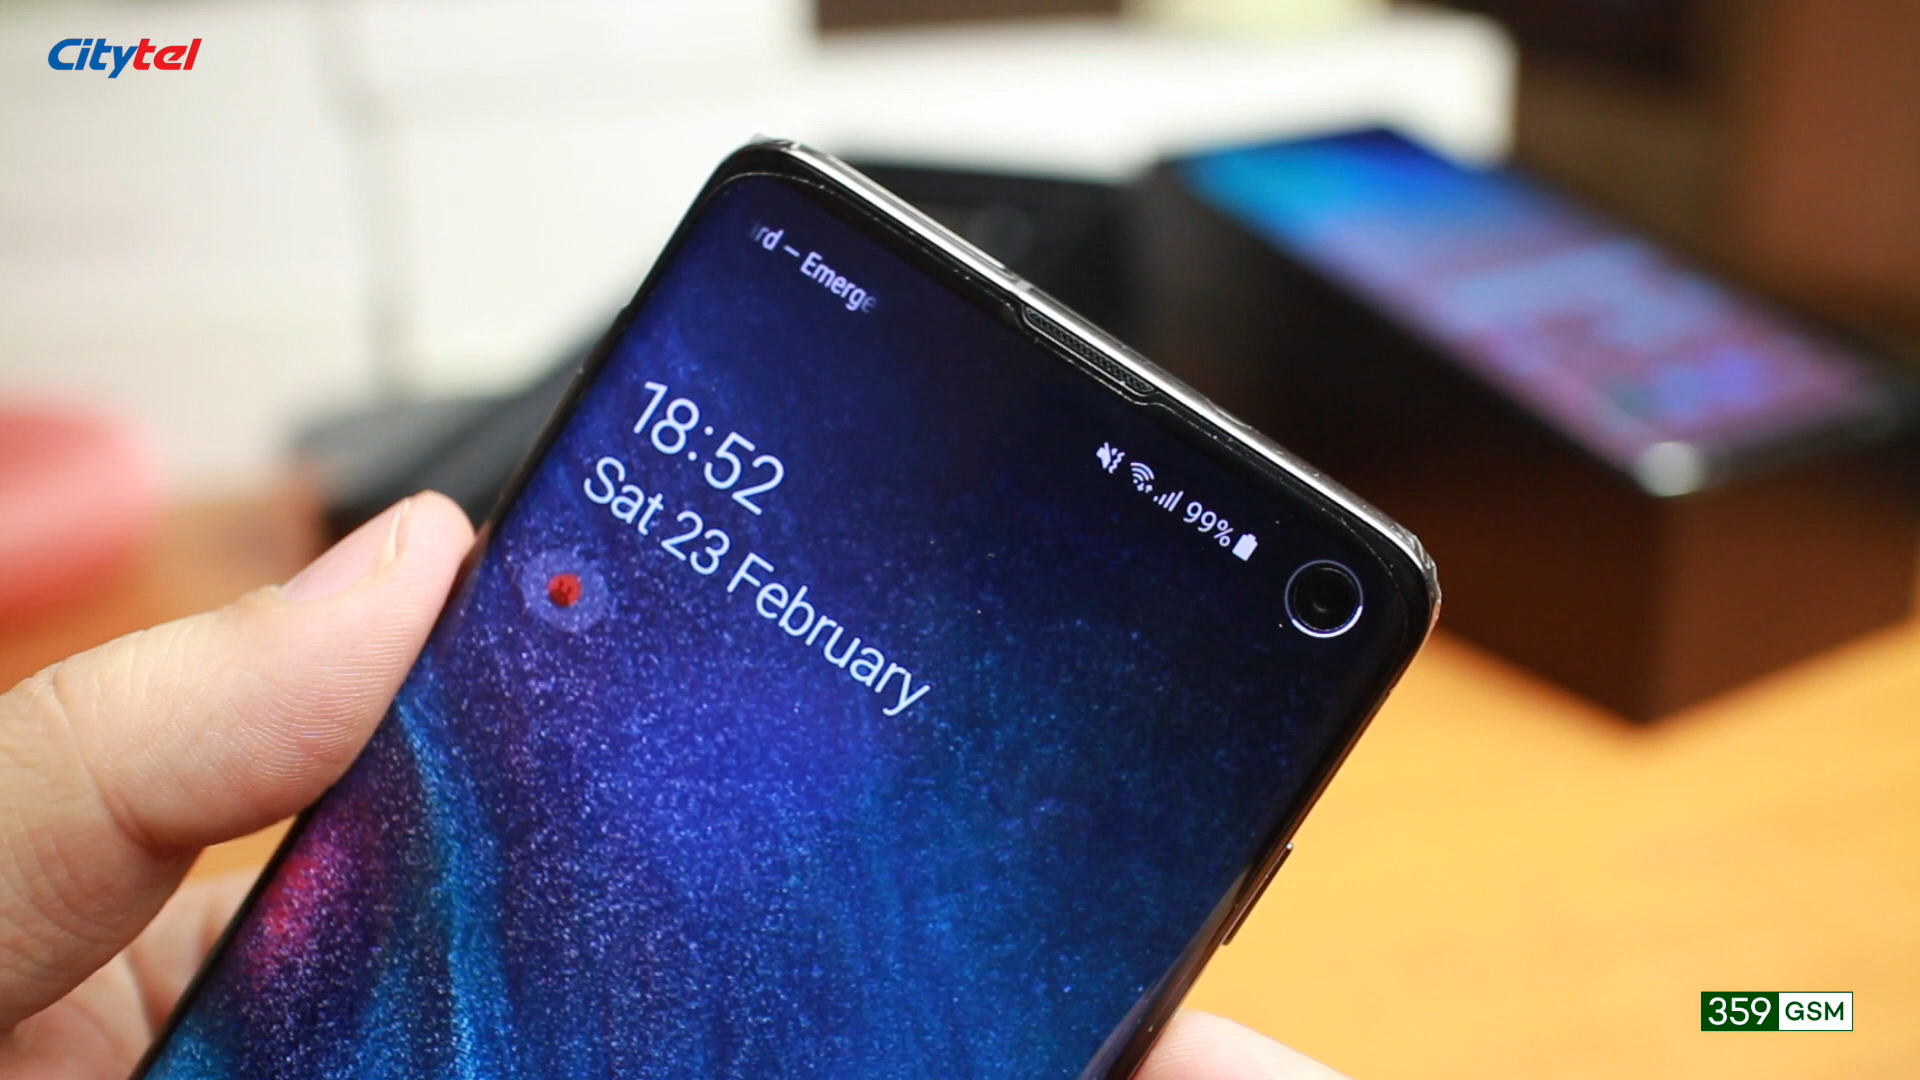 Citytel
rd – Emerge
18:52
Sat 23 February
99%
359 GSM